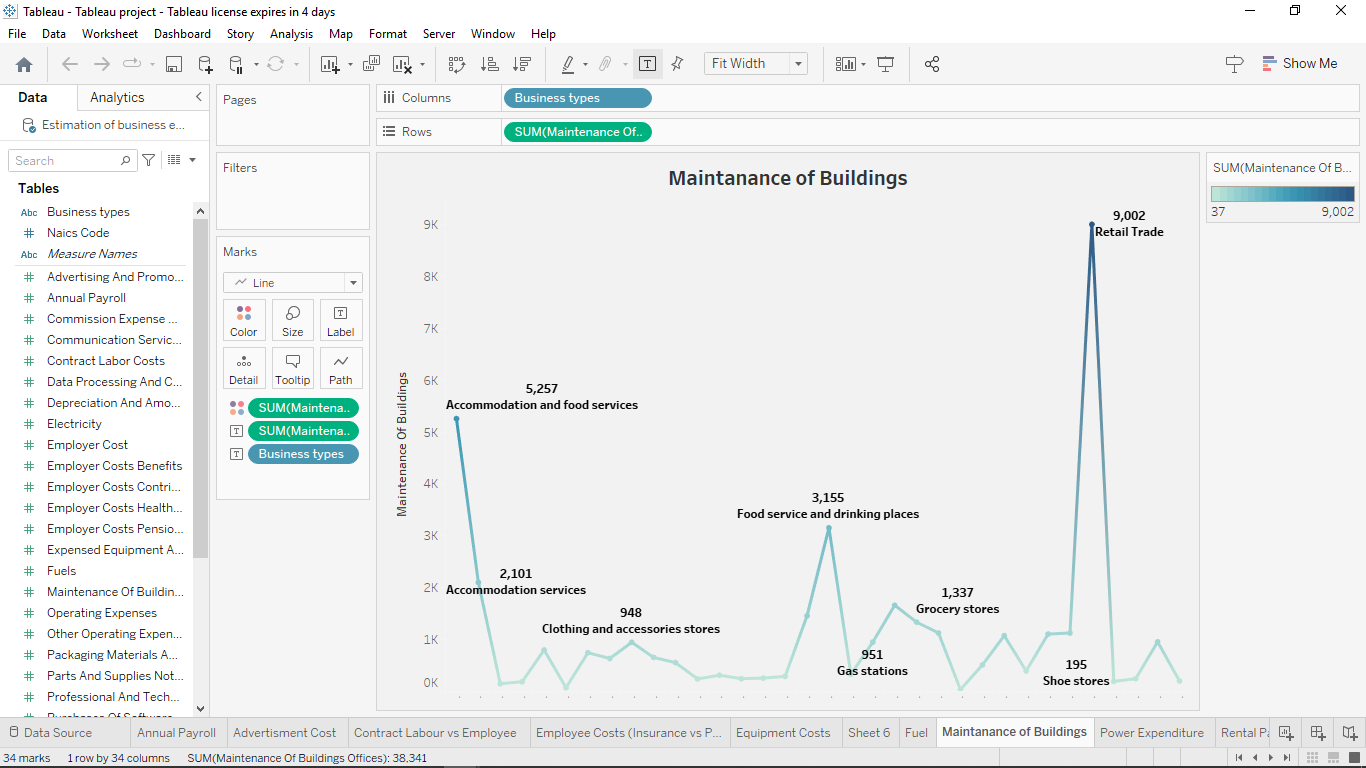 Tableau - Tableau project - Tableau license expires in 4 days
File Data Worksheet Dashboard Story Analysis Map Format Server Window Help
Fit Width
Show Me
Data Analytics
Estimation of business e...
Search
Tables
Abc Business types
# Naics Code
Abc Measure Names
# Advertising And Promo...
# Annual Payroll
# Commission Expense ...
# Communication Servic...
# Contract Labor Costs
# Data Processing And C...
# Depreciation And Amo...
# Electricity
# Employer Cost
# Employer Costs Benefits
# Employer Costs Contri...
# Employer Costs Health...
# Employer Costs Pensio...
# Expensed Equipment A...
# Fuels
# Maintenance Of Buildin...
# Operating Expenses
# Other Operating Expen...
# Packaging Materials A...
# Parts And Supplies Not...
# Professional And Tech...
Pages
Filters
Marks
Line
Color Size Label
Detail Tooltip Path
SUM(Maintena..
T SUM(Maintena..
T Business types
Columns Business types
Rows SUM(Maintenance Of..
Maintanance of Buildings
Maintenance Of Buildings
9K
8K
7K
6K
5K
4K
3K
2K
1K
0K
5,257
Accommodation and food services
2,101
Accommodation services
948
Clothing and accessories stores
3,155
Food service and drinking places
951
Gas stations
1,337
Grocery stores
195
Shoe stores
9,002
Retail Trade
SUM(Maintenance Of B...
37 9,002
Data Source Annual Payroll Advertisment Cost Contract Labour vs Employee Employee Costs (Insurance vs P... Equipment Costs Sheet 6 Fuel Maintanance of Buildings Power Expenditure Rental Pa
34 marks 1 row by 34 columns SUM(Maintenance Of Buildings Offices): 38,341